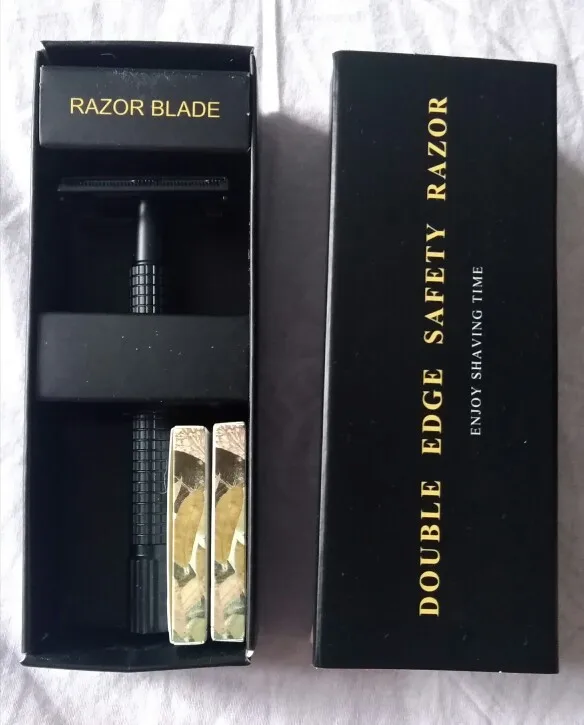 RAZOR BLADE
DOUBLE EDGE SAFETY RAZOR
ENJOY SHAVING TIME